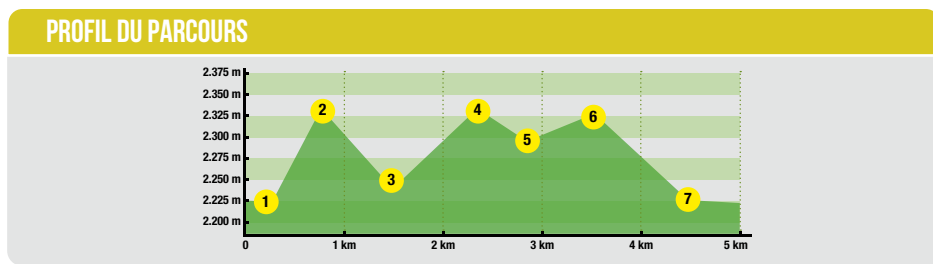 PROFIL DU PARCOURS
2.375 m
2.350 m
2.325 m
2.300 m
2.275 m
2.250 m
2.225 m
2.200 m
1
2
3
4
5
6
7
0 1 km 2 km 3 km 4 km 5 km